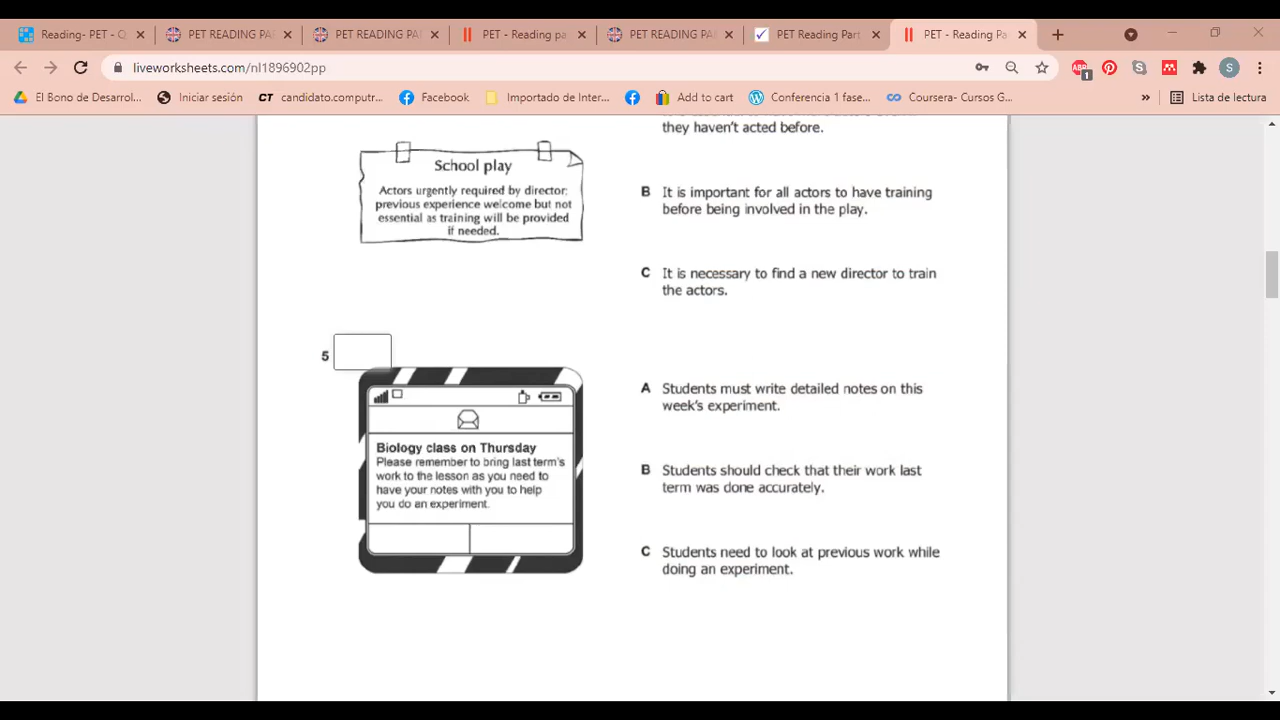 Reading- PET - Q
PET READING PA
PET READING PA
PET - Reading pa
PET READING PA
PET Reading Part
PET - Reading Pa
liveworksheets.com/nl1896902pp
ABP
1
S
El Bono de Desarrol...
Iniciar sesión
CT candidato.computr...
Facebook
Importado de Inter...
Add to cart
Conferencia 1 fase...
Coursera- Cursos G...
»
Lista de lectura
they haven't acted before.
School play
Actors urgently required by director:
previous experience welcome but not
essential as training will be provided
if needed.
B It is important for all actors to have training
before being involved in the play.
C It is necessary to find a new director to train
the actors.
5
Biology class on Thursday
Please remember to bring last term's
work to the lesson as you need to
have your notes with you to help
you do an experiment.
A Students must write detailed notes on this
week's experiment.
B Students should check that their work last
term was done accurately.
C Students need to look at previous work while
doing an experiment.